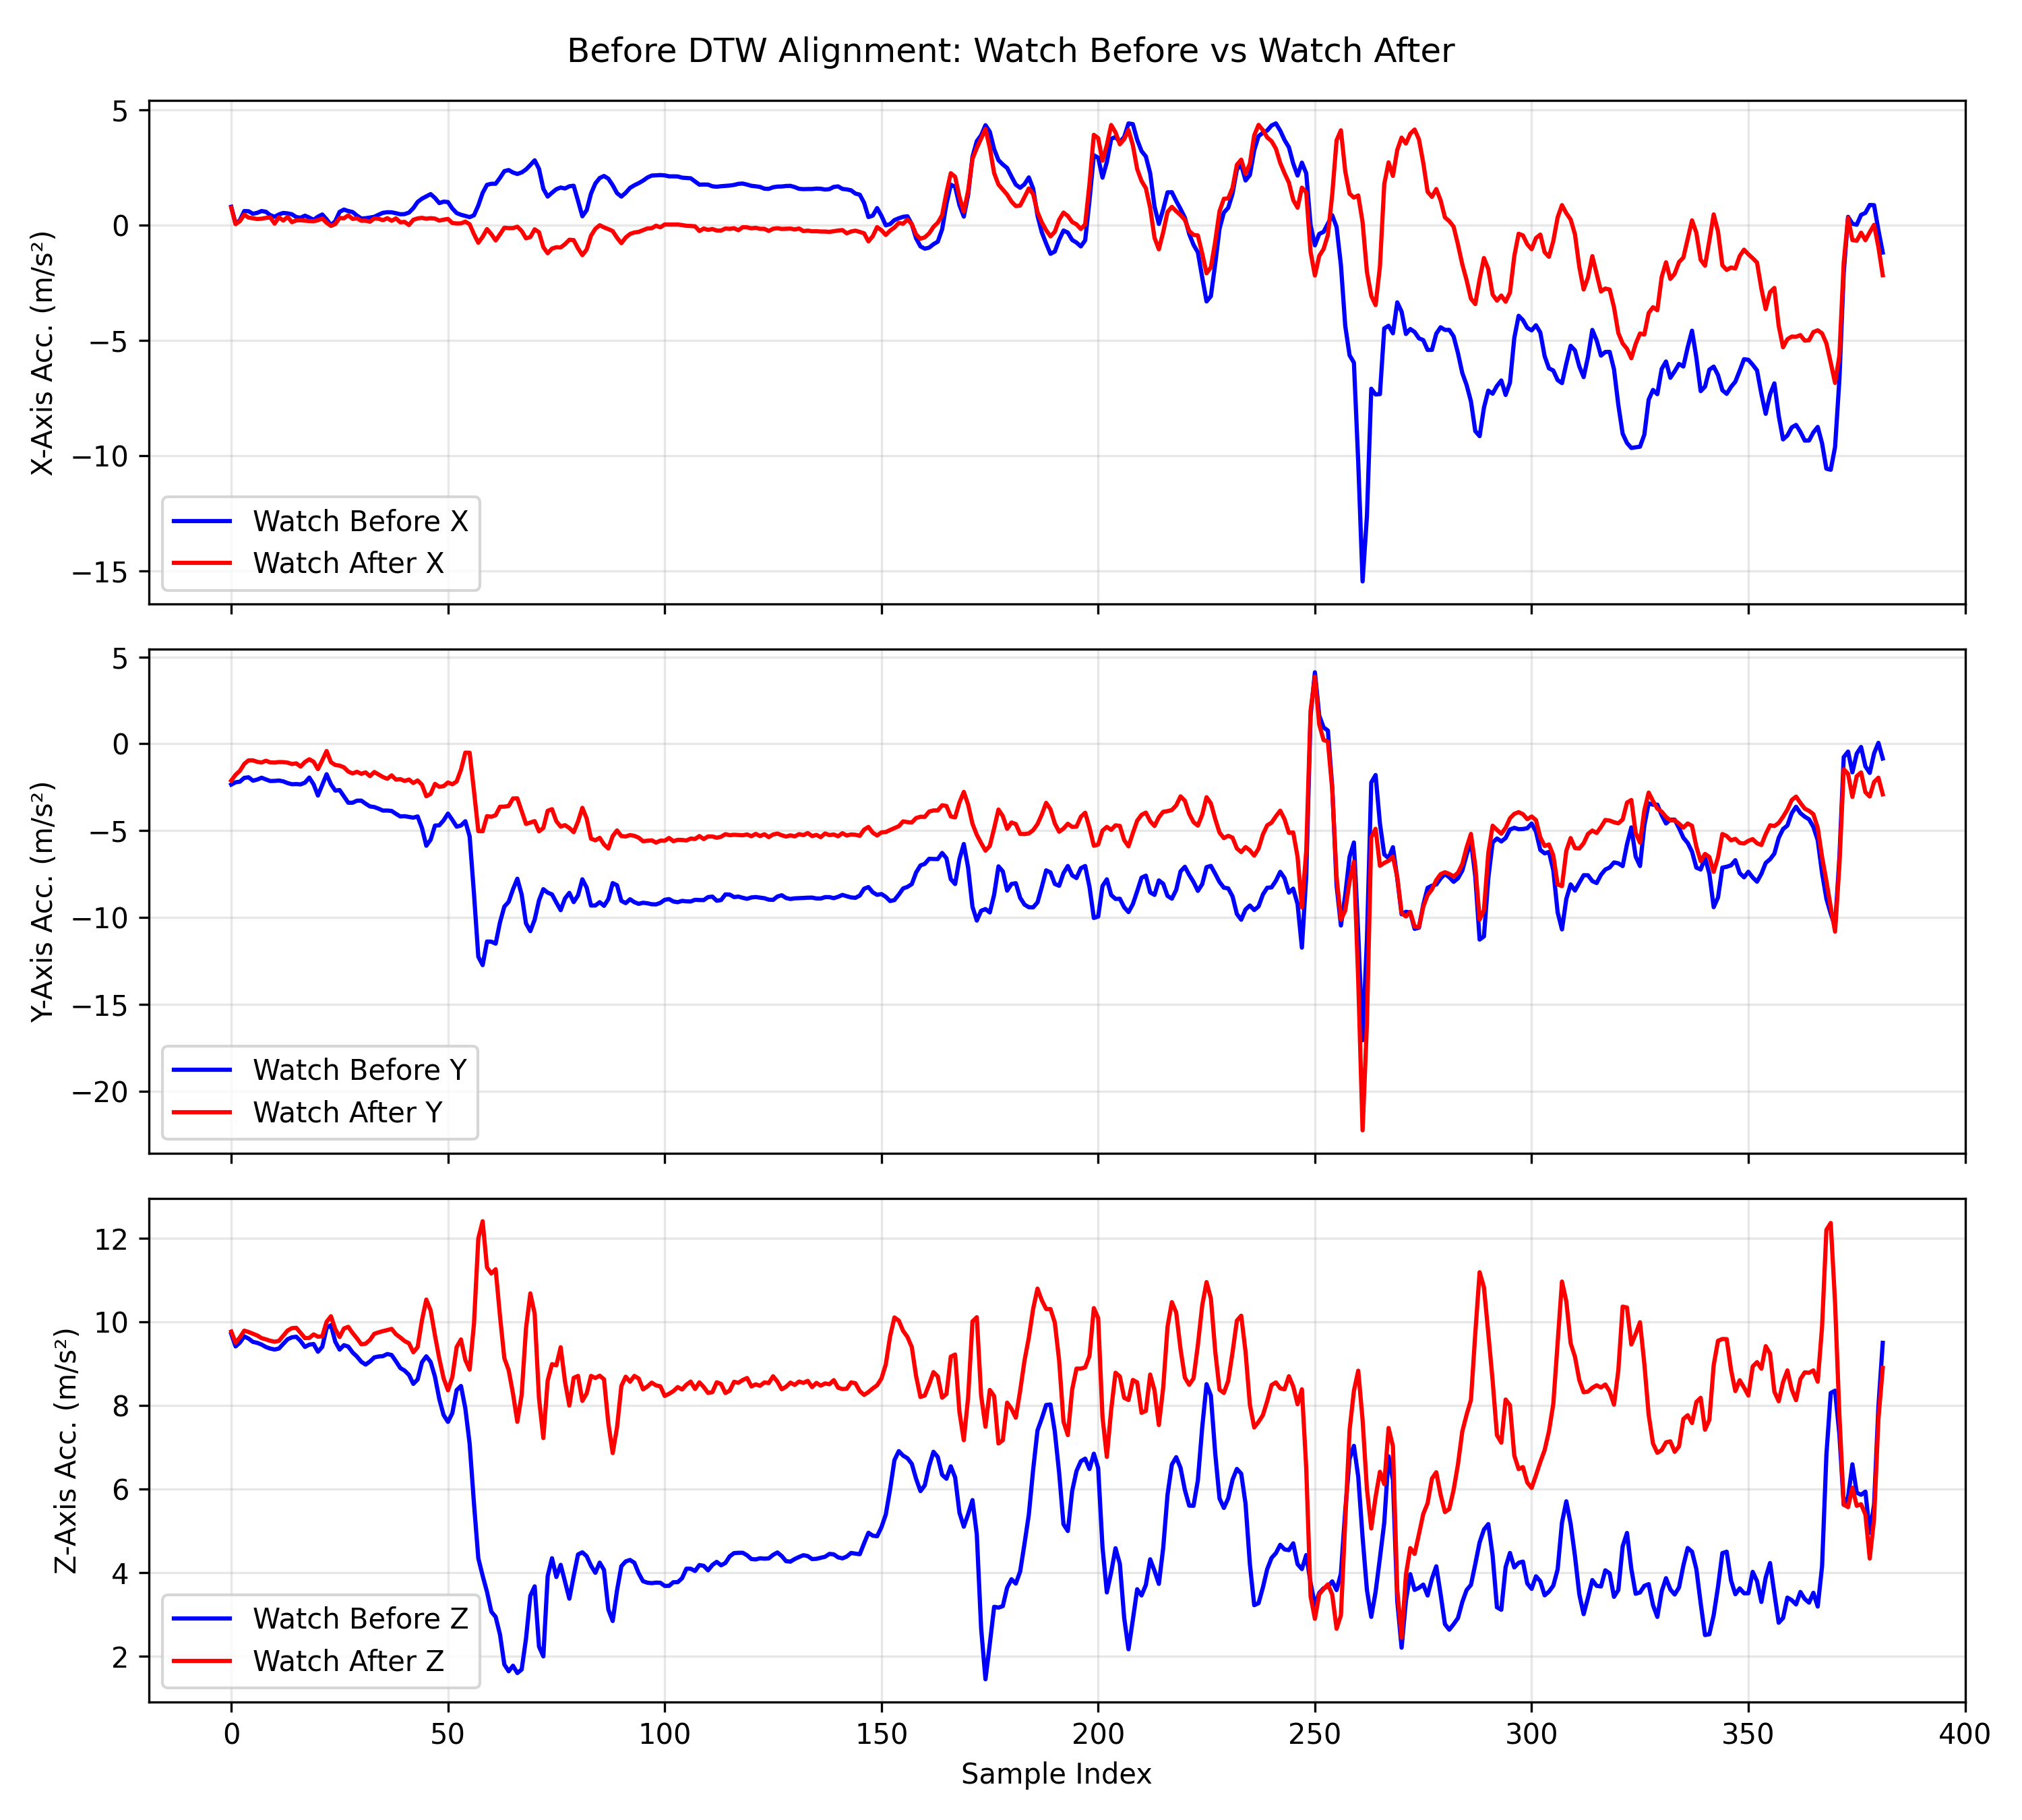 Before DTW Alignment: Watch Before vs Watch After
5
0
−5
−10
−15
X-Axis Acc. (m/s²)
Watch Before X
Watch After X
5
0
−5
−10
−15
−20
Y-Axis Acc. (m/s²)
Watch Before Y
Watch After Y
12
10
8
6
4
2
Z-Axis Acc. (m/s²)
Watch Before Z
Watch After Z
0 50 100 150 200 250 300 350 400
Sample Index